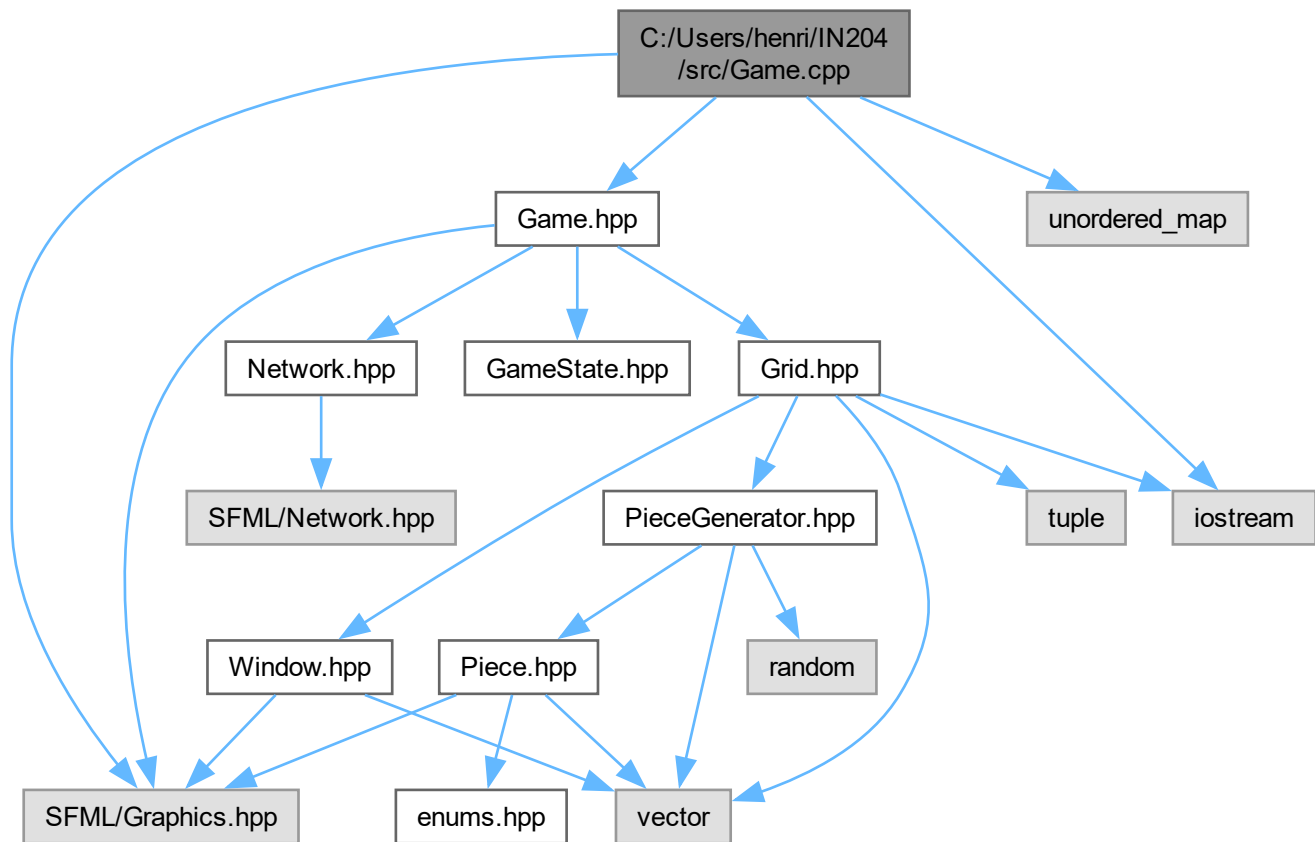 C:/Users/henri/IN204
/src/Game.cpp
Game.hpp
unordered_map
Network.hpp
GameState.hpp
Grid.hpp
SFML/Network.hpp
PieceGenerator.hpp
tuple
iostream
Window.hpp
Piece.hpp
random
SFML/Graphics.hpp
enums.hpp
vector